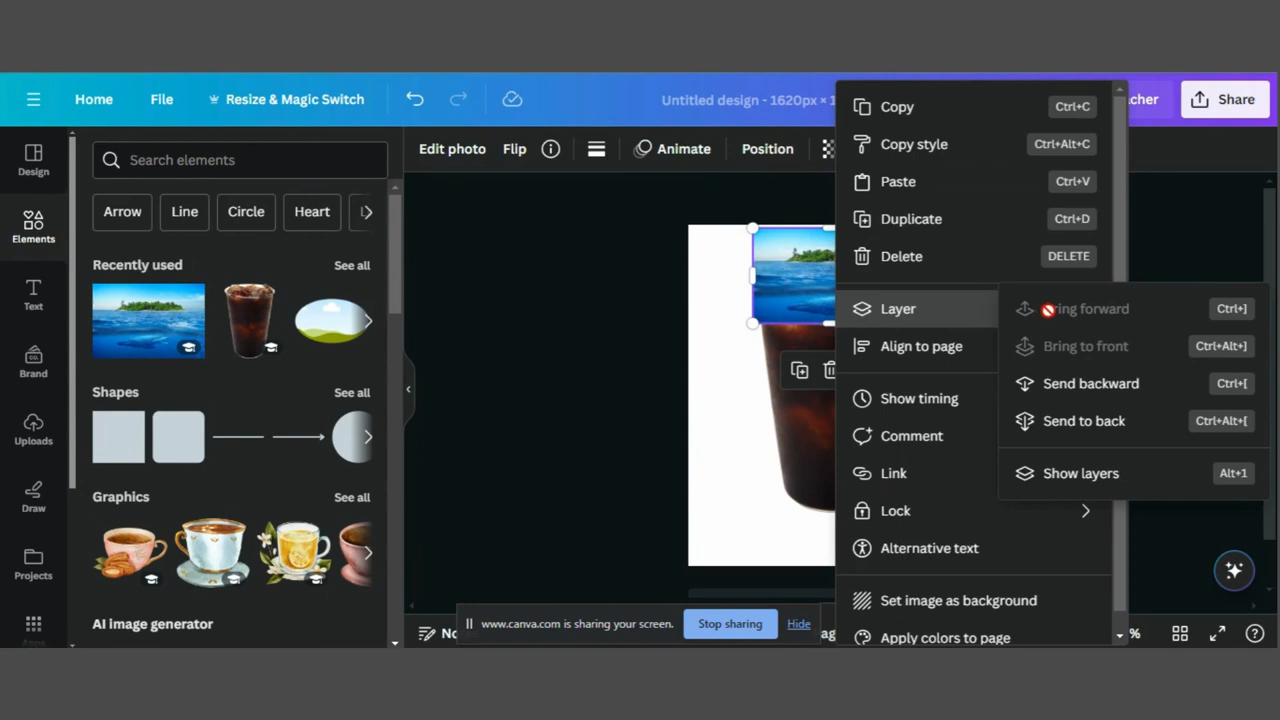 Home File Resize & Magic Switch Untitled design - 1620px × 1 cher Share
Design
Elements
Text
Brand
Uploads
Draw
Projects
Apps
Search elements
Arrow Line Circle Heart
Recently used See all
Shapes See all
Graphics See all
AI image generator
Edit photo Flip Animate Position
Copy Ctrl+C
Copy style Ctrl+Alt+C
Paste Ctrl+V
Duplicate Ctrl+D
Delete DELETE
Layer
Align to page
Show timing
Comment
Link
Lock
Alternative text
Set image as background
Apply colors to page
Bring forward Ctrl+]
Bring to front Ctrl+Alt+]
Send backward Ctrl+[
Send to back Ctrl+Alt+[
Show layers Alt+1
www.canva.com is sharing your screen. Stop sharing Hide
%